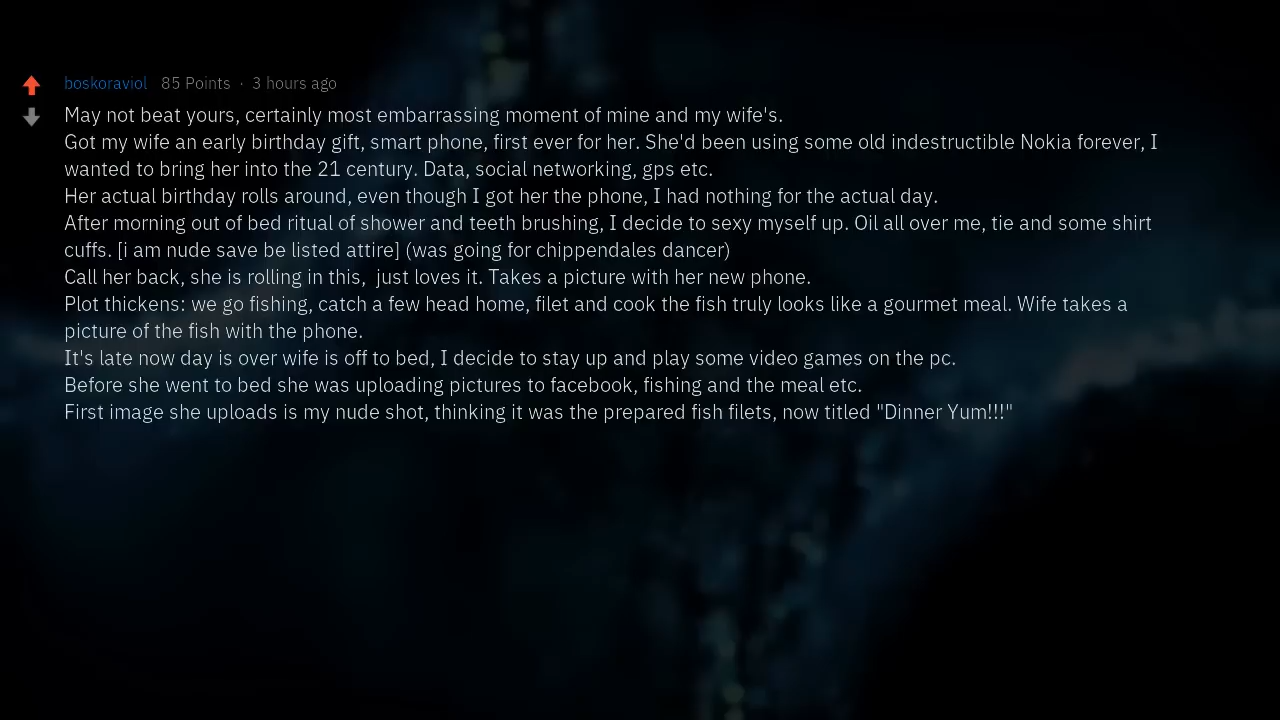 boskoraviol 85 Points · 3 hours ago
May not beat yours, certainly most embarrassing moment of mine and my wife's.
Got my wife an early birthday gift, smart phone, first ever for her. She'd been using some old indestructible Nokia forever, I
wanted to bring her into the 21 century. Data, social networking, gps etc.
Her actual birthday rolls around, even though I got her the phone, I had nothing for the actual day.
After morning out of bed ritual of shower and teeth brushing, I decide to sexy myself up. Oil all over me, tie and some shirt
cuffs. [i am nude save be listed attire] (was going for chippendales dancer)
Call her back, she is rolling in this,  just loves it. Takes a picture with her new phone.
Plot thickens: we go fishing, catch a few head home, filet and cook the fish truly looks like a gourmet meal. Wife takes a
picture of the fish with the phone.
It's late now day is over wife is off to bed, I decide to stay up and play some video games on the pc.
Before she went to bed she was uploading pictures to facebook, fishing and the meal etc.
First image she uploads is my nude shot, thinking it was the prepared fish filets, now titled "Dinner Yum!!!"